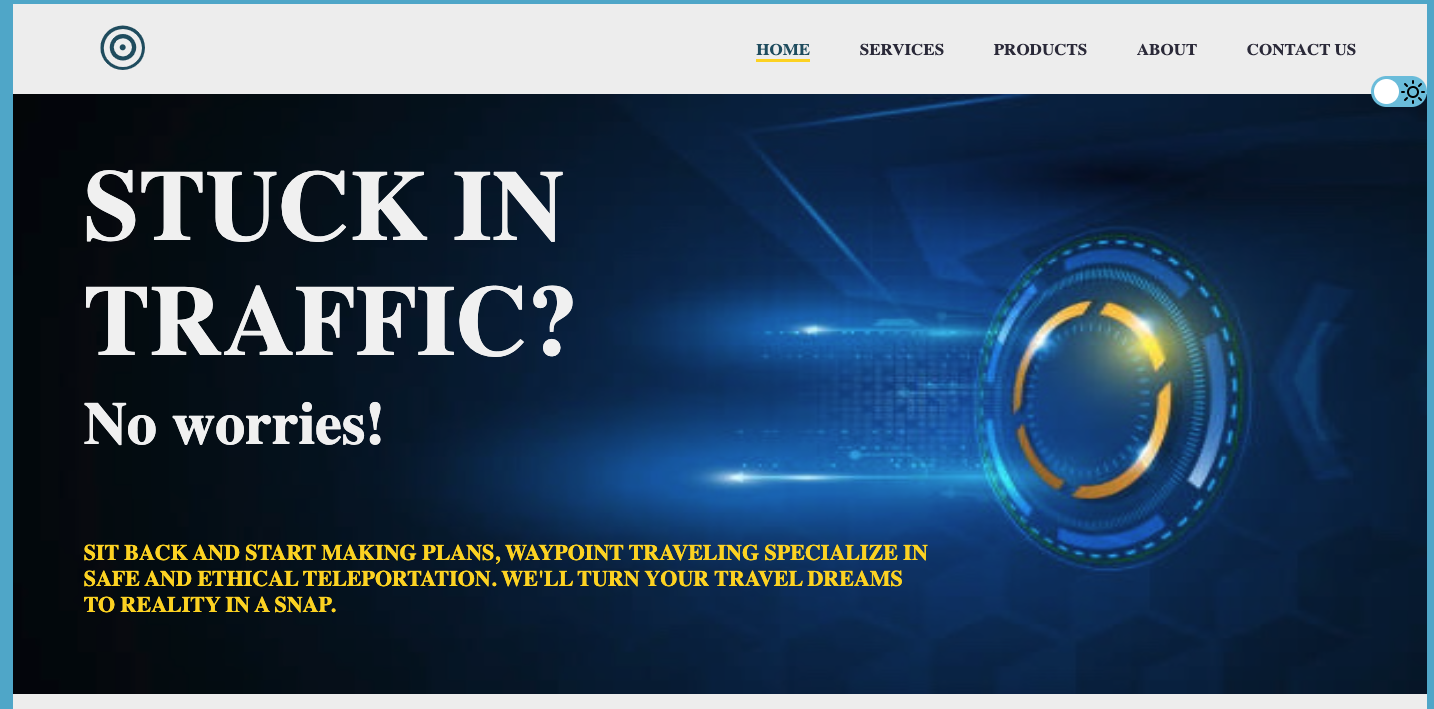 HOME SERVICES PRODUCTS ABOUT CONTACT US
STUCK IN
TRAFFIC?
No worries!
SIT BACK AND START MAKING PLANS, WAYPOINT TRAVELING SPECIALIZE IN
SAFE AND ETHICAL TELEPORTATION. WE'LL TURN YOUR TRAVEL DREAMS
TO REALITY IN A SNAP.